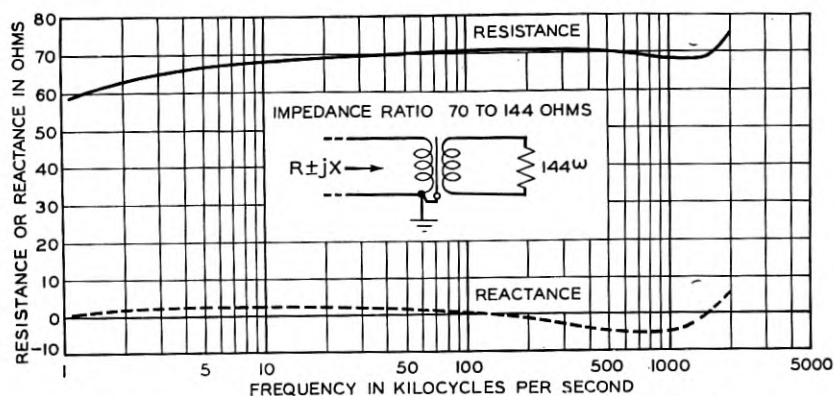 RESISTANCE OR REACTANCE IN OHMS
80
70
60
50
40
30
20
10
0
-10
RESISTANCE
IMPEDANCE RATIO 70 TO 144 OHMS
R±jX
144ω
REACTANCE
1
5
10
50
100
500
1000
5000
FREQUENCY IN KILOCYCLES PER SECOND